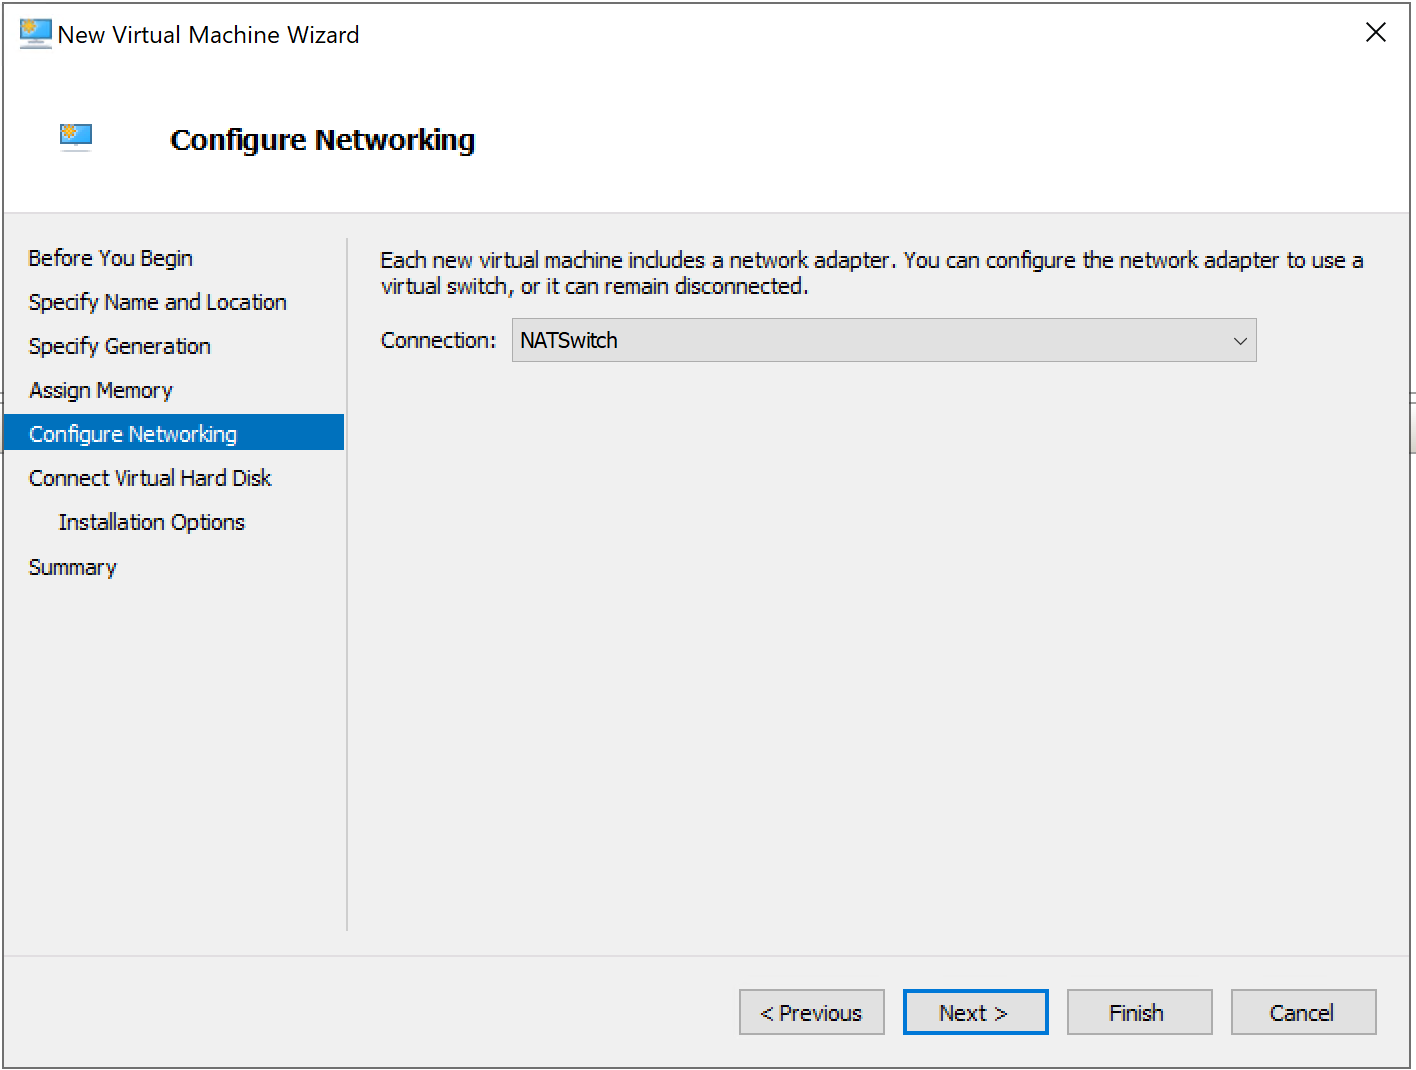 New Virtual Machine Wizard
Configure Networking
Before You Begin
Specify Name and Location
Specify Generation
Assign Memory
Configure Networking
Connect Virtual Hard Disk
Installation Options
Summary
Each new virtual machine includes a network adapter. You can configure the network adapter to use a
virtual switch, or it can remain disconnected.
Connection: NATSwitch
< Previous Next > Finish Cancel